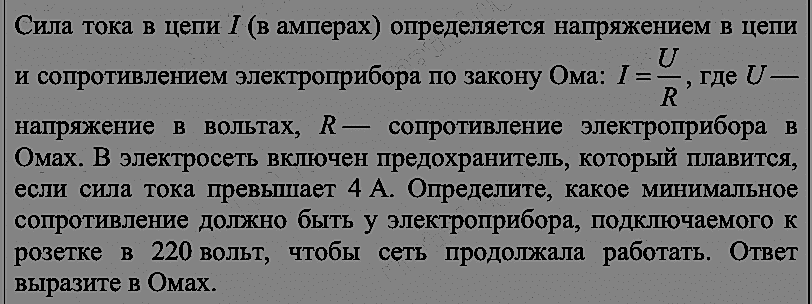 Сила тока в цепи I (в амперах) определяется напряжением в цепи
и сопротивлением электроприбора по закону Ома: I = U/R, где U —
напряжение в вольтах, R — сопротивление электроприбора в
Омах. В электросеть включен предохранитель, который плавится,
если сила тока превышает 4 А. Определите, какое минимальное
сопротивление должно быть у электроприбора, подключаемого к
розетке в 220 вольт, чтобы сеть продолжала работать. Ответ
выразите в Омах.